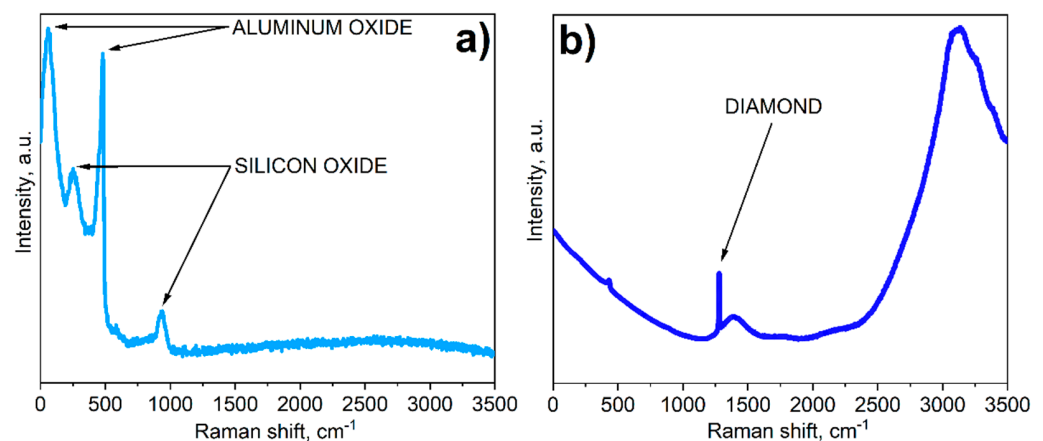 ALUMINUM OXIDE
a)
SILICON OXIDE
Intensity, a.u.
0 500 1000 1500 2000 2500 3000 3500
Raman shift, cm⁻¹
b)
DIAMOND
Intensity, a.u.
0 500 1000 1500 2000 2500 3000 3500
Raman shift, cm⁻¹